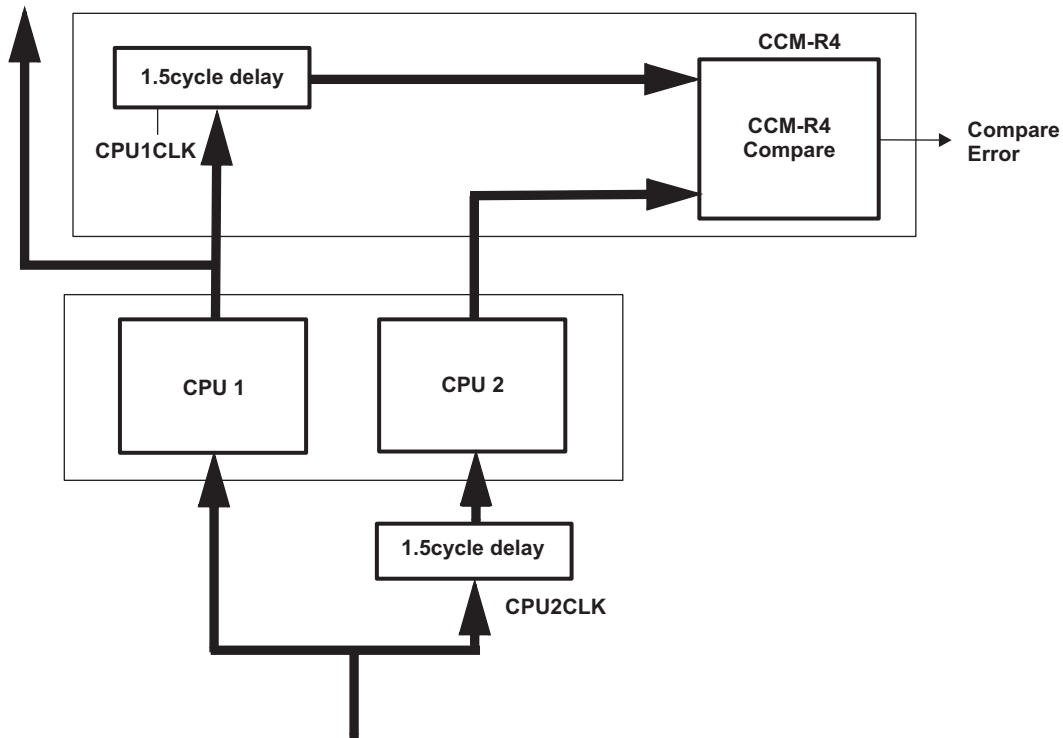 CCM-R4
1.5cycle delay
CPU1CLK
CCM-R4
Compare
Compare
Error
CPU 1
CPU 2
1.5cycle delay
CPU2CLK